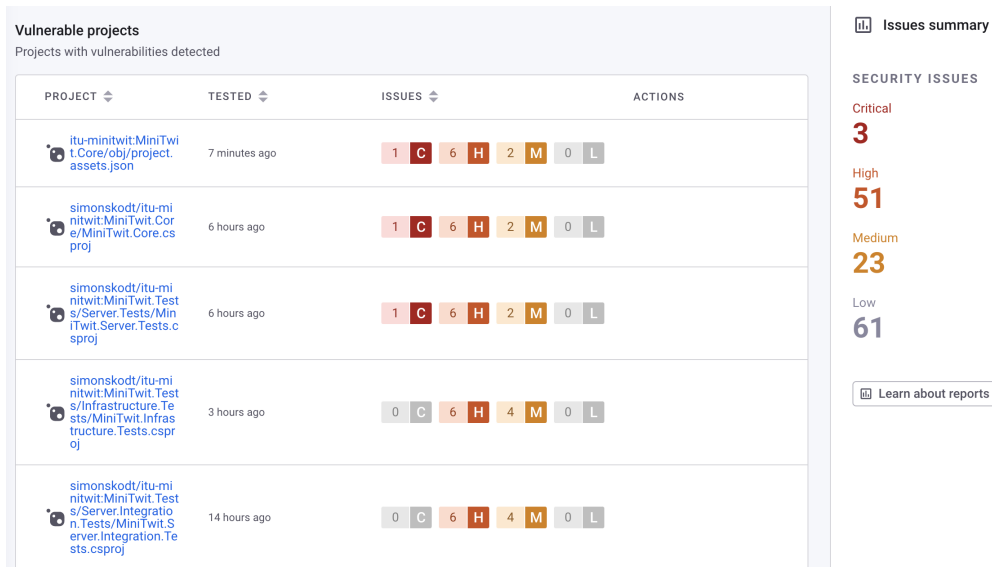 Vulnerable projects
Projects with vulnerabilities detected
PROJECT TESTED ISSUES ACTIONS
itu-minitwit:MiniTwi
t.Core/obj/project.
assets.json
7 minutes ago
1 C 6 H 2 M 0 L
simonskodt/itu-mi
nitwit:MiniTwit.Cor
e/MiniTwit.Core.cs
proj
6 hours ago
1 C 6 H 2 M 0 L
simonskodt/itu-mi
nitwit:MiniTwit.Test
s/Server.Tests/Min
iTwit.Server.Tests.c
sproj
6 hours ago
1 C 6 H 2 M 0 L
simonskodt/itu-mi
nitwit:MiniTwit.Test
s/Infrastructure.Te
sts/MiniTwit.Infras
tructure.Tests.cspr
oj
3 hours ago
0 C 6 H 4 M 0 L
simonskodt/itu-mi
nitwit:MiniTwit.Test
s/Server.Integratio
n.Tests/MiniTwit.S
erver.Integration.Te
sts.csproj
14 hours ago
0 C 6 H 4 M 0 L
Issues summary
SECURITY ISSUES
Critical
3
High
51
Medium
23
Low
61
Learn about reports